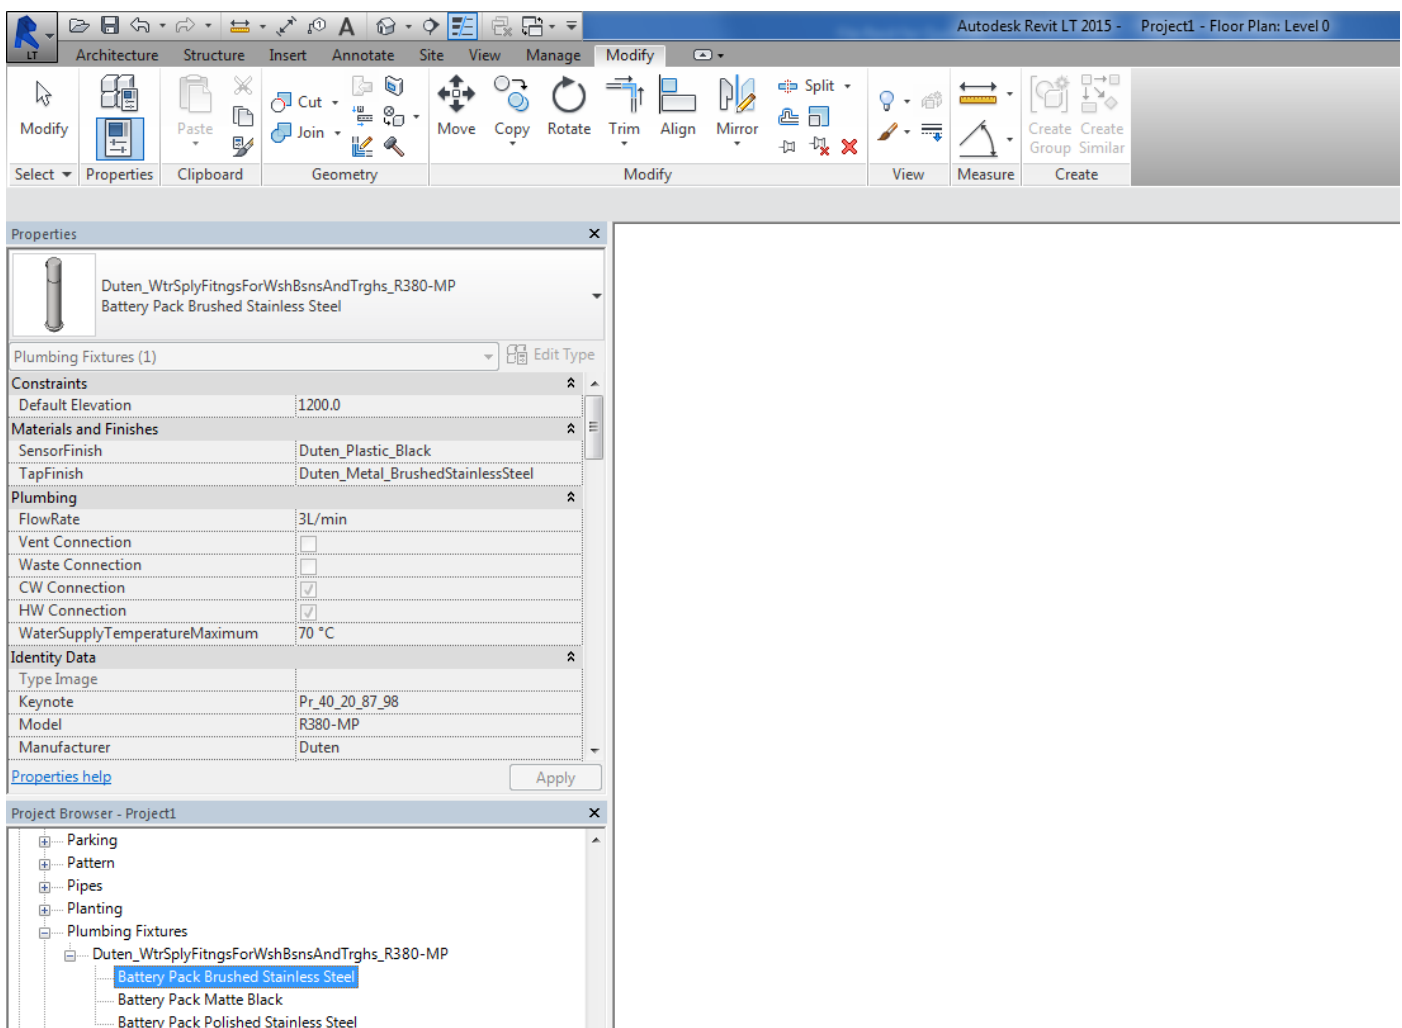 Autodesk Revit LT 2015 - Project1 - Floor Plan: Level 0
LT
Architecture Structure Insert Annotate Site View Manage Modify
Cut Split
Join
Modify Paste Move Copy Rotate Trim Align Mirror Create Create
Group Similar
Select Properties Clipboard Geometry Modify View Measure Create
Properties
Duten_WtrSplyFitngsForWshBsnsAndTrghs_R380-MP
Battery Pack Brushed Stainless Steel
Plumbing Fixtures (1) Edit Type
Constraints
Default Elevation 1200.0
Materials and Finishes
SensorFinish Duten_Plastic_Black
TapFinish Duten_Metal_BrushedStainlessSteel
Plumbing
FlowRate 3L/min
Vent Connection
Waste Connection
CW Connection
HW Connection
WaterSupplyTemperatureMaximum 70 °C
Identity Data
Type Image
Keynote Pr_40_20_87_98
Model R380-MP
Manufacturer Duten
Properties help Apply
Project Browser - Project1
Parking
Pattern
Pipes
Planting
Plumbing Fixtures
Duten_WtrSplyFitngsForWshBsnsAndTrghs_R380-MP
Battery Pack Brushed Stainless Steel
Battery Pack Matte Black
Battery Pack Polished Stainless Steel